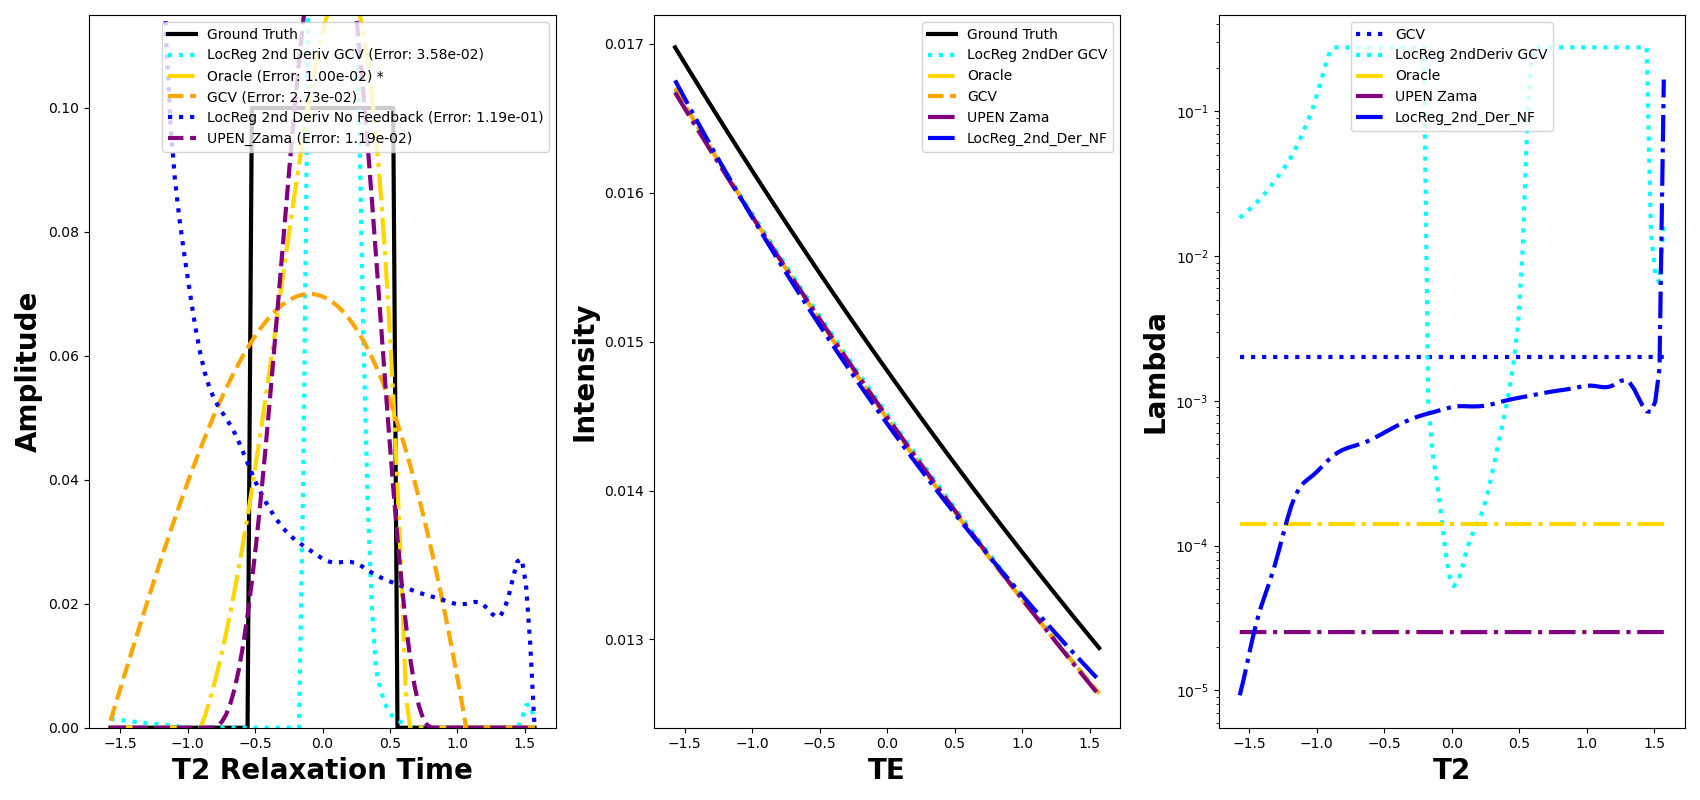 Ground Truth
LocReg 2nd Deriv GCV (Error: 3.58e-02)
Oracle (Error: 1.00e-02) *
GCV (Error: 2.73e-02)
LocReg 2nd Deriv No Feedback (Error: 1.19e-01)
UPEN_Zama (Error: 1.19e-02)
0.10
0.08
0.06
0.04
0.02
0.00
Amplitude
−1.5 −1.0 −0.5 0.0 0.5 1.0 1.5
T2 Relaxation Time
Ground Truth
LocReg 2ndDer GCV
Oracle
GCV
UPEN Zama
LocReg_2nd_Der_NF
0.017
0.016
0.015
0.014
0.013
Intensity
−1.5 −1.0 −0.5 0.0 0.5 1.0 1.5
TE
GCV
LocReg 2ndDeriv GCV
Oracle
UPEN Zama
LocReg_2nd_Der_NF
10⁻¹
10⁻²
10⁻³
10⁻⁴
10⁻⁵
Lambda
−1.5 −1.0 −0.5 0.0 0.5 1.0 1.5
T2